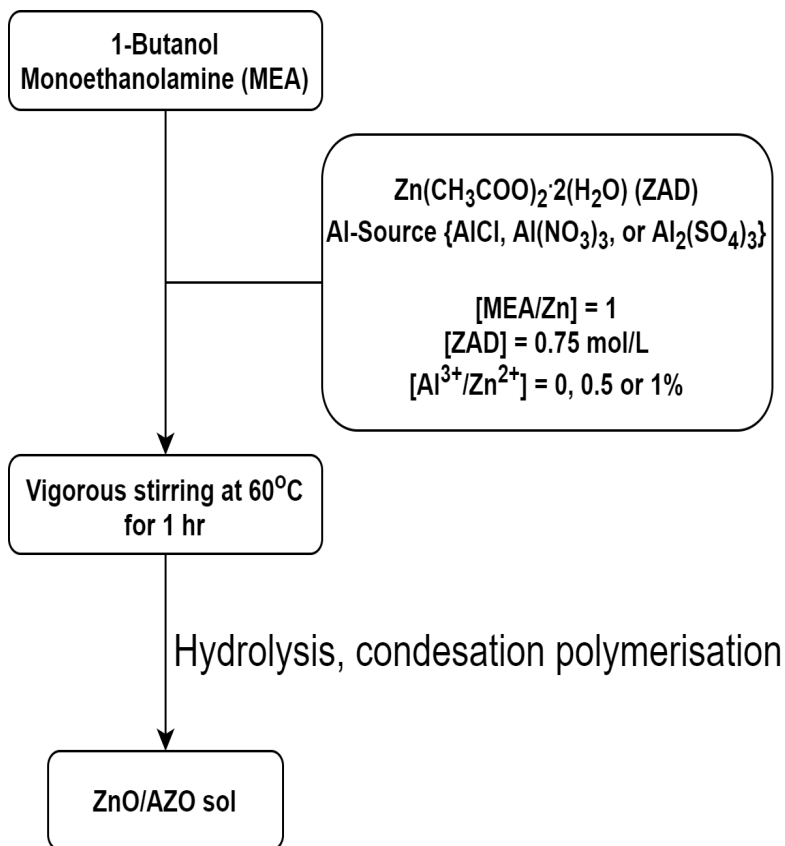 1-Butanol
Monoethanolamine (MEA)
Zn(CH₃COO)₂·2(H₂O) (ZAD)
Al-Source {AlCl, Al(NO₃)₃, or Al₂(SO₄)₃}
[MEA/Zn] = 1
[ZAD] = 0.75 mol/L
[Al³⁺/Zn²⁺] = 0, 0.5 or 1%
Vigorous stirring at 60°C
for 1 hr
Hydrolysis, condesation polymerisation
ZnO/AZO sol